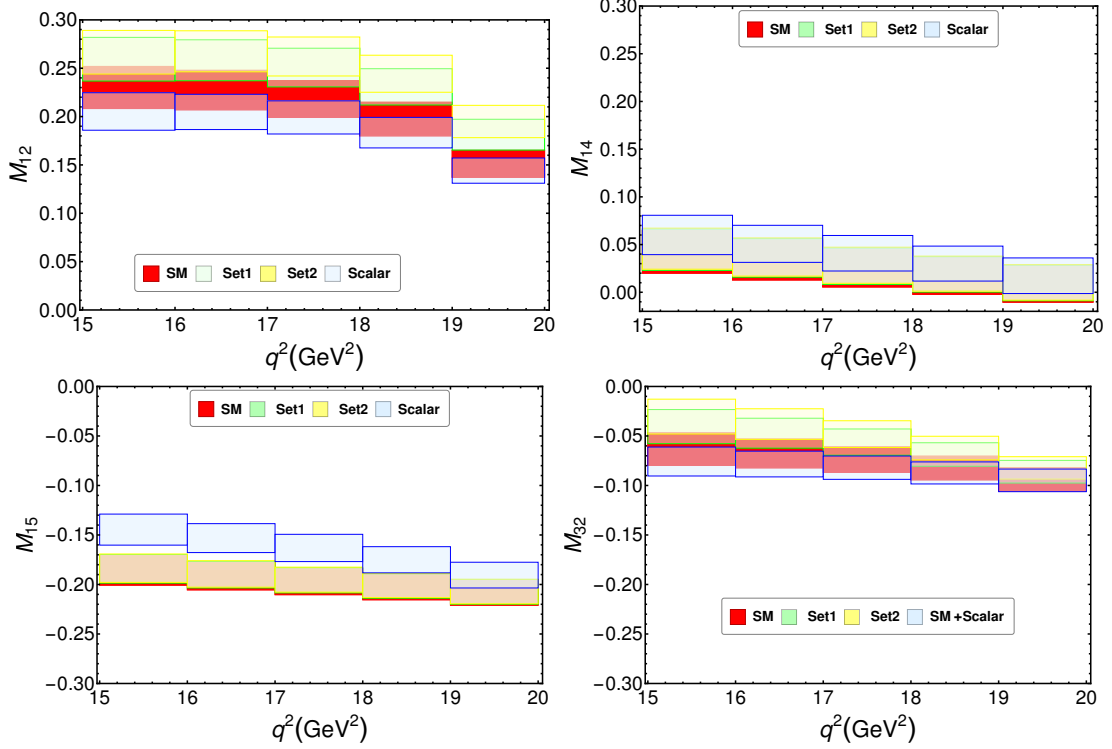 0.30
0.25
0.20
0.15
0.10
0.05
0.00
M12
SM Set1 Set2 Scalar
15 16 17 18 19 20
q²(GeV²)
0.30
0.25
0.20
0.15
0.10
0.05
0.00
M14
SM Set1 Set2 Scalar
15 16 17 18 19 20
q²(GeV²)
0.00
−0.05
−0.10
−0.15
−0.20
−0.25
−0.30
M15
SM Set1 Set2 Scalar
15 16 17 18 19 20
q²(GeV²)
0.00
−0.05
−0.10
−0.15
−0.20
−0.25
−0.30
M32
SM Set1 Set2 SM+Scalar
15 16 17 18 19 20
q²(GeV²)